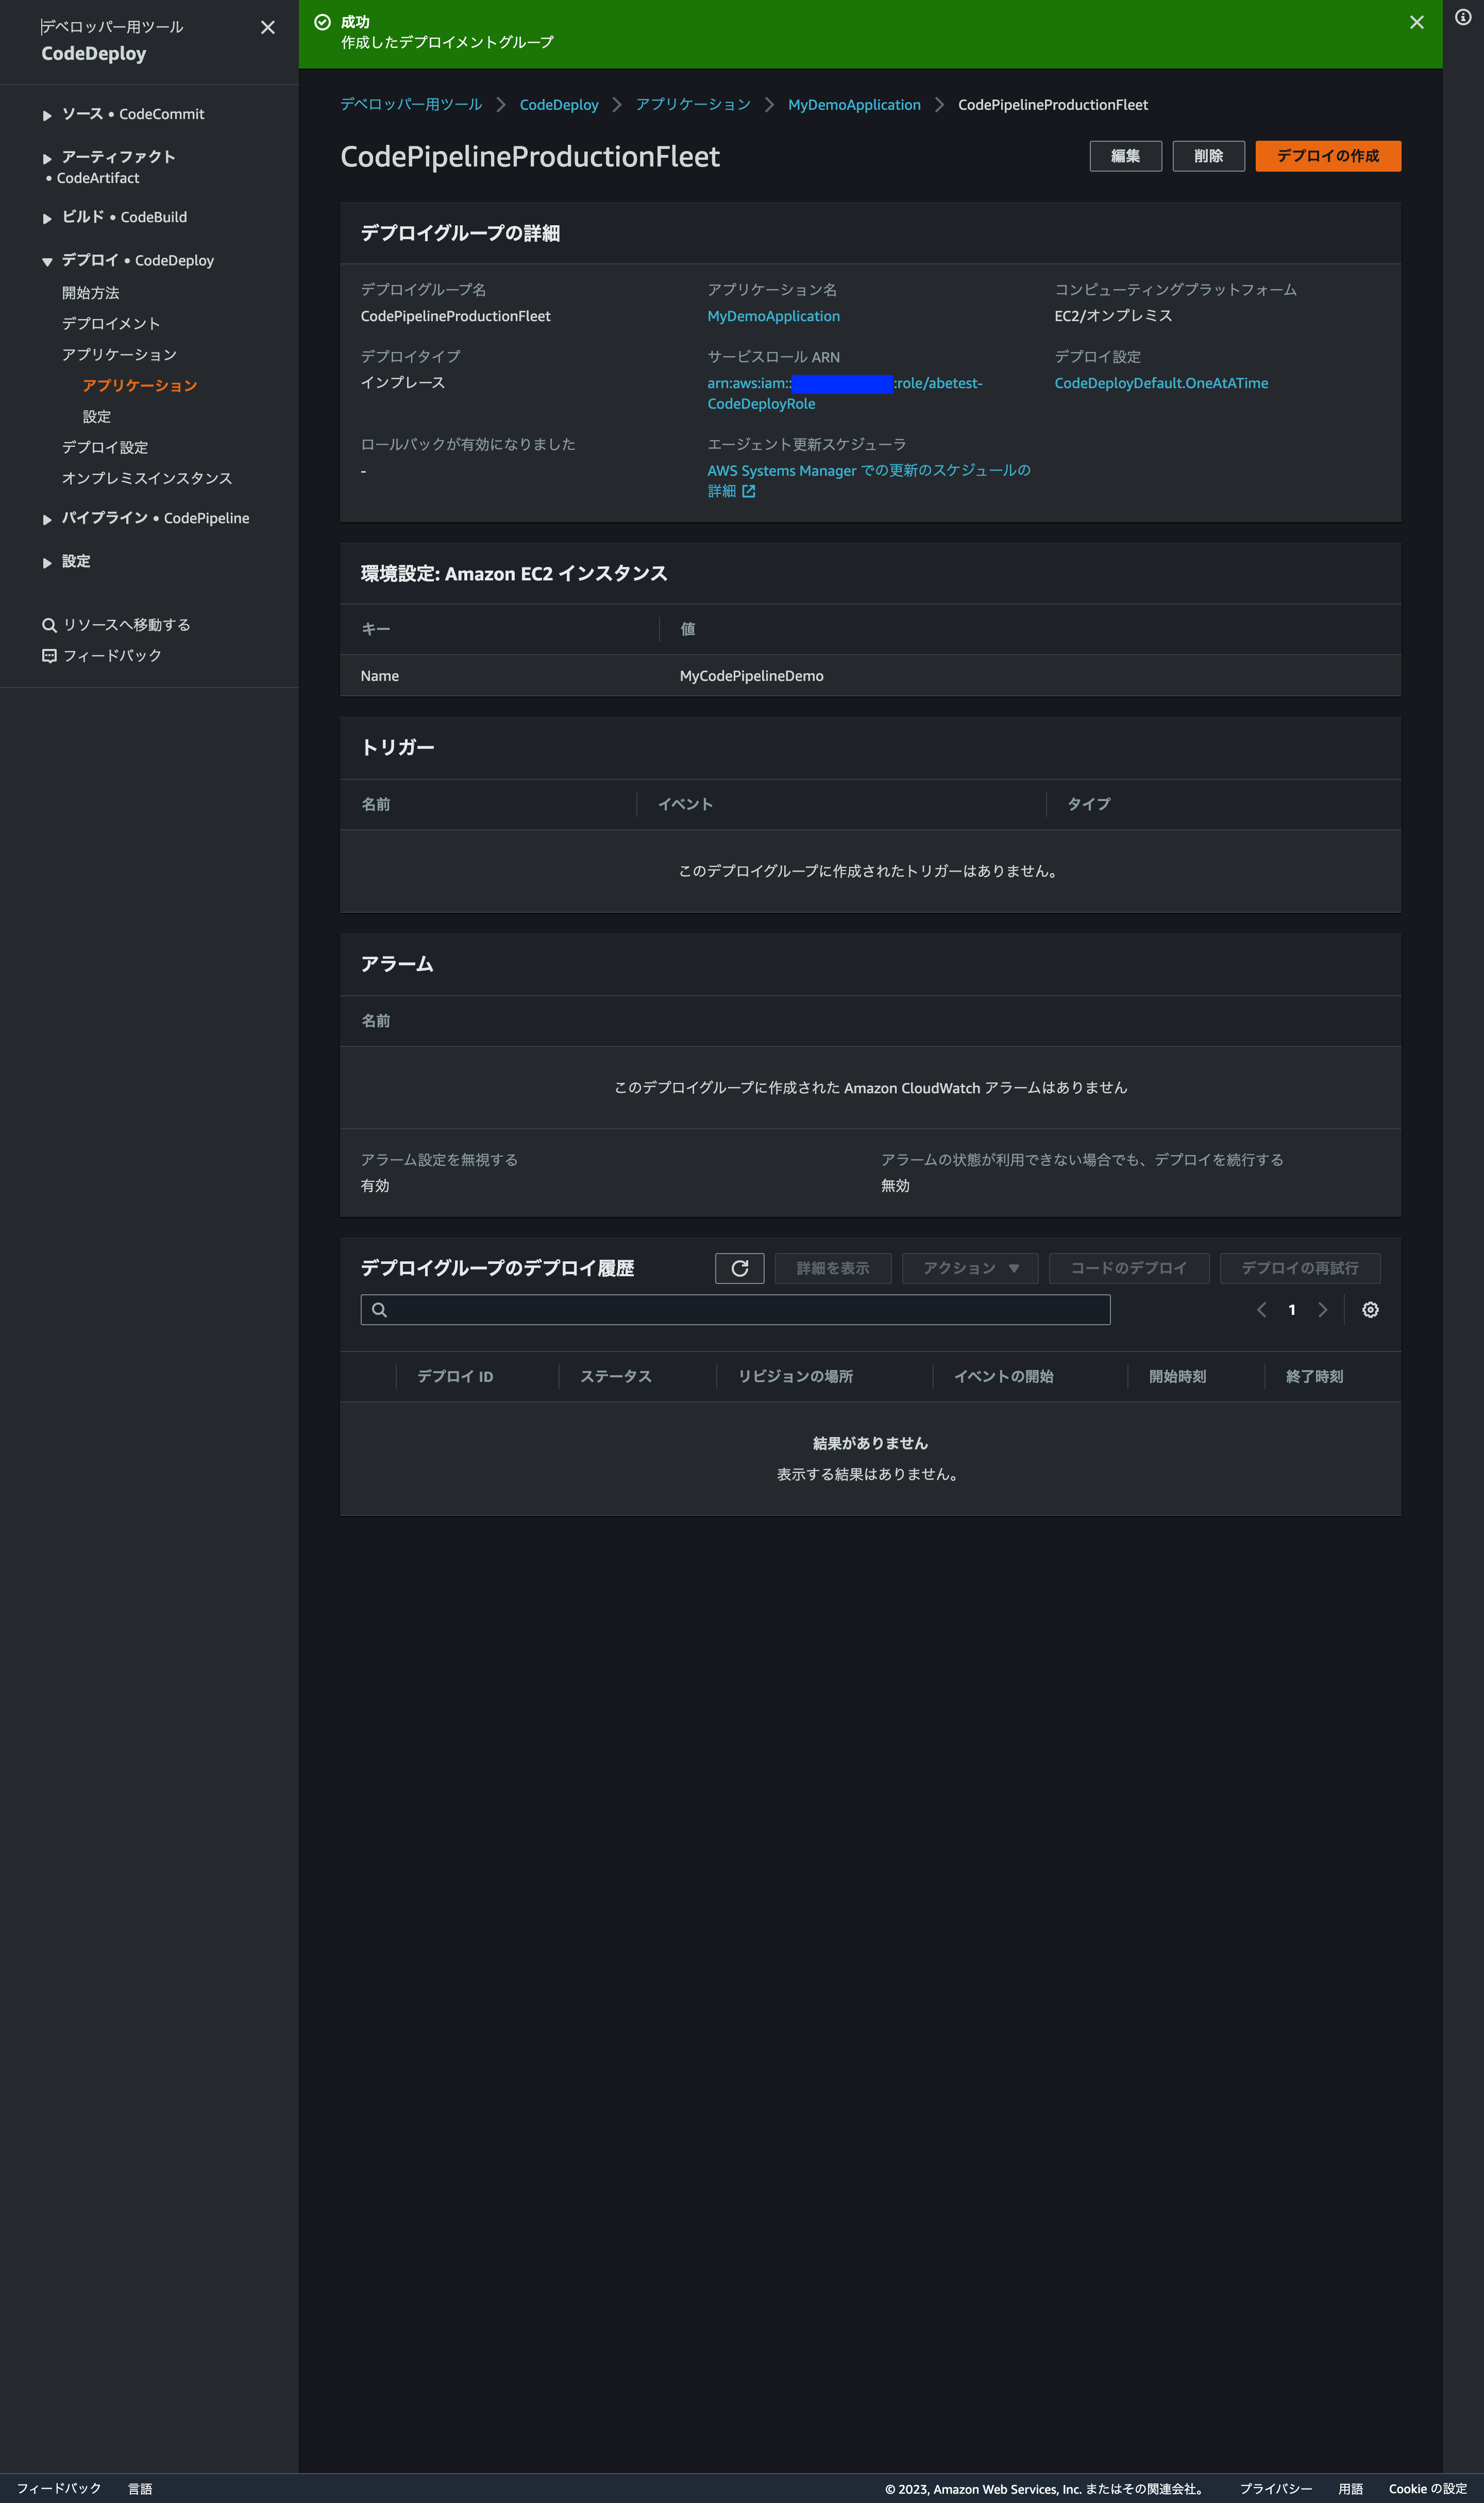 デベロッパー用ツール
CodeDeploy
ソース • CodeCommit
アーティファクト
• CodeArtifact
ビルド • CodeBuild
デプロイ • CodeDeploy
開始方法
デプロイメント
アプリケーション
アプリケーション
設定
デプロイ設定
オンプレミスインスタンス
パイプライン • CodePipeline
設定
リソースへ移動する
フィードバック
成功
作成したデプロイメントグループ
デベロッパー用ツール CodeDeploy アプリケーション MyDemoApplication CodePipelineProductionFleet
CodePipelineProductionFleet
編集 削除 デプロイの作成
デプロイグループの詳細
デプロイグループ名 アプリケーション名 コンピューティングプラットフォーム
CodePipelineProductionFleet MyDemoApplication EC2/オンプレミス
デプロイタイプ サービスロール ARN デプロイ設定
インプレース arn:aws:iam:: :role/abetest- CodeDeployDefault.OneAtATime
CodeDeployRole
ロールバックが有効になりました エージェント更新スケジューラ
- AWS Systems Manager での更新のスケジュールの
詳細
環境設定: Amazon EC2 インスタンス
キー 値
Name MyCodePipelineDemo
トリガー
名前 イベント タイプ
このデプロイグループに作成されたトリガーはありません。
アラーム
名前
このデプロイグループに作成された Amazon CloudWatch アラームはありません
アラーム設定を無視する アラームの状態が利用できない場合でも、デプロイを続行する
有効 無効
デプロイグループのデプロイ履歴 詳細を表示 アクション コードのデプロイ デプロイの再試行
1
デプロイ ID ステータス リビジョンの場所 イベントの開始 開始時刻 終了時刻
結果がありません
表示する結果はありません。
フィードバック 言語 © 2023, Amazon Web Services, Inc. またはその関連会社。 プライバシー 用語 Cookie の設定